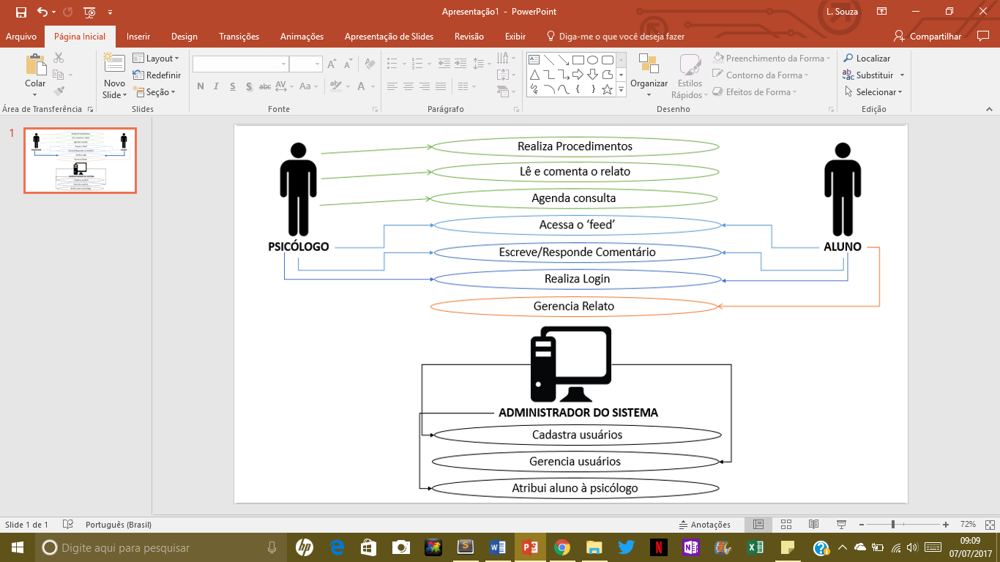 Apresentação1 - PowerPoint
L. Souza
Arquivo
Página Inicial
Inserir
Design
Transições
Animações
Apresentação de Slides
Revisão
Exibir
Diga-me o que você deseja fazer
Compartilhar
Colar
Área de Transferência
Novo Slide
Layout
Redefinir
Seção
Slides
N I S S abc AV Aa A
Fonte
Parágrafo
Organizar
Estilos Rápidos
Preenchimento da Forma
Contorno da Forma
Efeitos de Forma
Desenho
Localizar
Substituir
Selecionar
Edição
1
Realiza Procedimentos
Lê e comenta o relato
Agenda consulta
Acessa o ‘feed’
PSICÓLOGO
ALUNO
Escreve/Responde Comentário
Realiza Login
Gerencia Relato
ADMINISTRADOR DO SISTEMA
Cadastra usuários
Gerencia usuários
Atribui aluno à psicólogo
Slide 1 de 1
Português (Brasil)
Anotações
72%
Digite aqui para pesquisar
09:09
07/07/2017